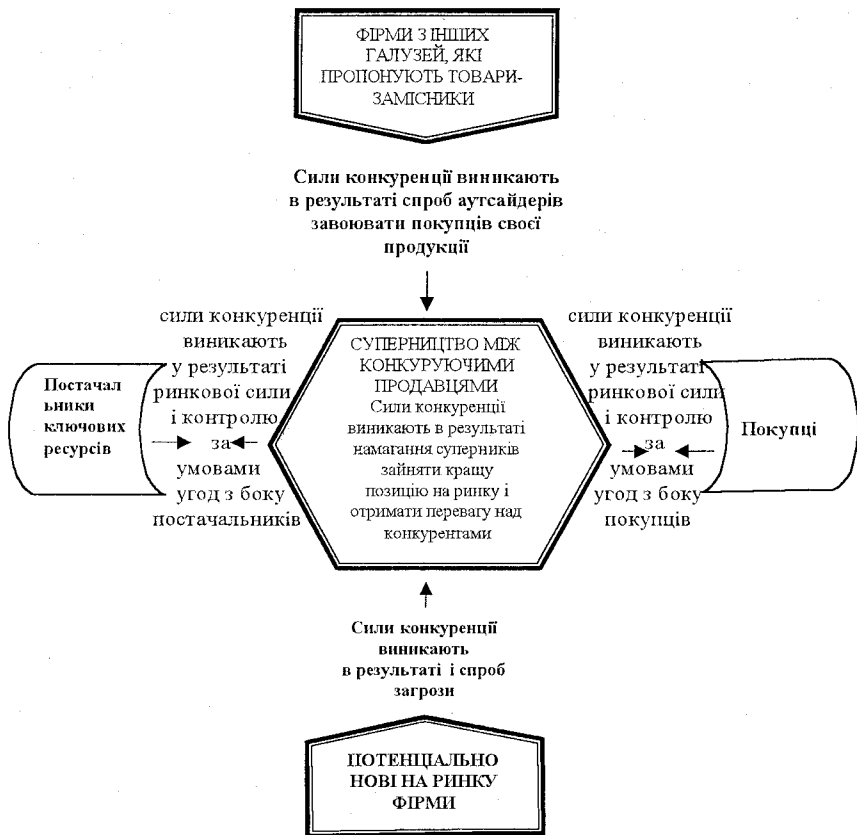 ФІРМИ З ІНШИХ
ГАЛУЗЕЙ, ЯКІ
ПРОПОНУЮТЬ ТОВАРИ-
ЗАМІСНИКИ
Сили конкуренції виникають
в результаті спроб аутсайдерів
завоювати покупців своєї
продукції
Постачал
ьники
ключових
ресурсів
сили конкуренції
виникають
у результаті
ринкової сили
і контролю
за
умовами
угод з боку
постачальників
СУПЕРНИЦТВО МІЖ
КОНКУРУЮЧИМИ
ПРОДАВЦЯМИ
Сили конкуренції
виникають в результаті
намагання суперників
зайняти кращу
позицію на ринку і
отримати перевагу над
конкурентами
сили конкуренції
виникають
у результаті
ринкової сили
і контролю
за
умовами
угод з боку
покупців
Покупці
Сили конкуренції
виникають
в результаті і спроб
загрози
ПОТЕНЦІАЛЬНО
НОВІ НА РИНКУ
ФІРМИ